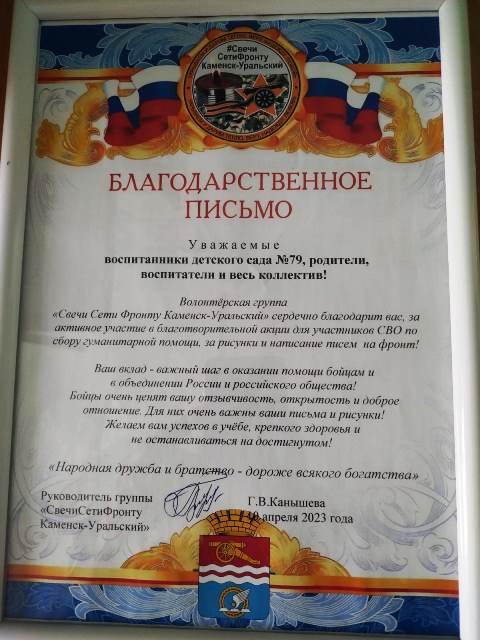 #Свечи
СетиФронту
Каменск-Уральский
БЛАГОДАРСТВЕННОЕ
ПИСЬМО
Уважаемые
воспитанники детского сада №79, родители,
воспитатели и весь коллектив!
Волонтёрская группа
«Свечи Сети Фронту Каменск-Уральский» сердечно благодарит вас, за
активное участие в благотворительной акции для участников СВО по
сбору гуманитарной помощи, за рисунки и написание писем на фронт!
Ваш вклад - важный шаг в оказании помощи бойцам и
в объединении России и российского общества!
Бойцы очень ценят вашу отзывчивость, открытость и доброе
отношение. Для них очень важны ваши письма и рисунки!
Желаем вам успехов в учёбе, крепкого здоровья и
не останавливаться на достигнутом!
«Народная дружба и братство - дороже всякого богатства»
Руководитель группы
«СвечиСетиФронту
Каменск-Уральский»
Г.В.Канышева
апреля 2023 года